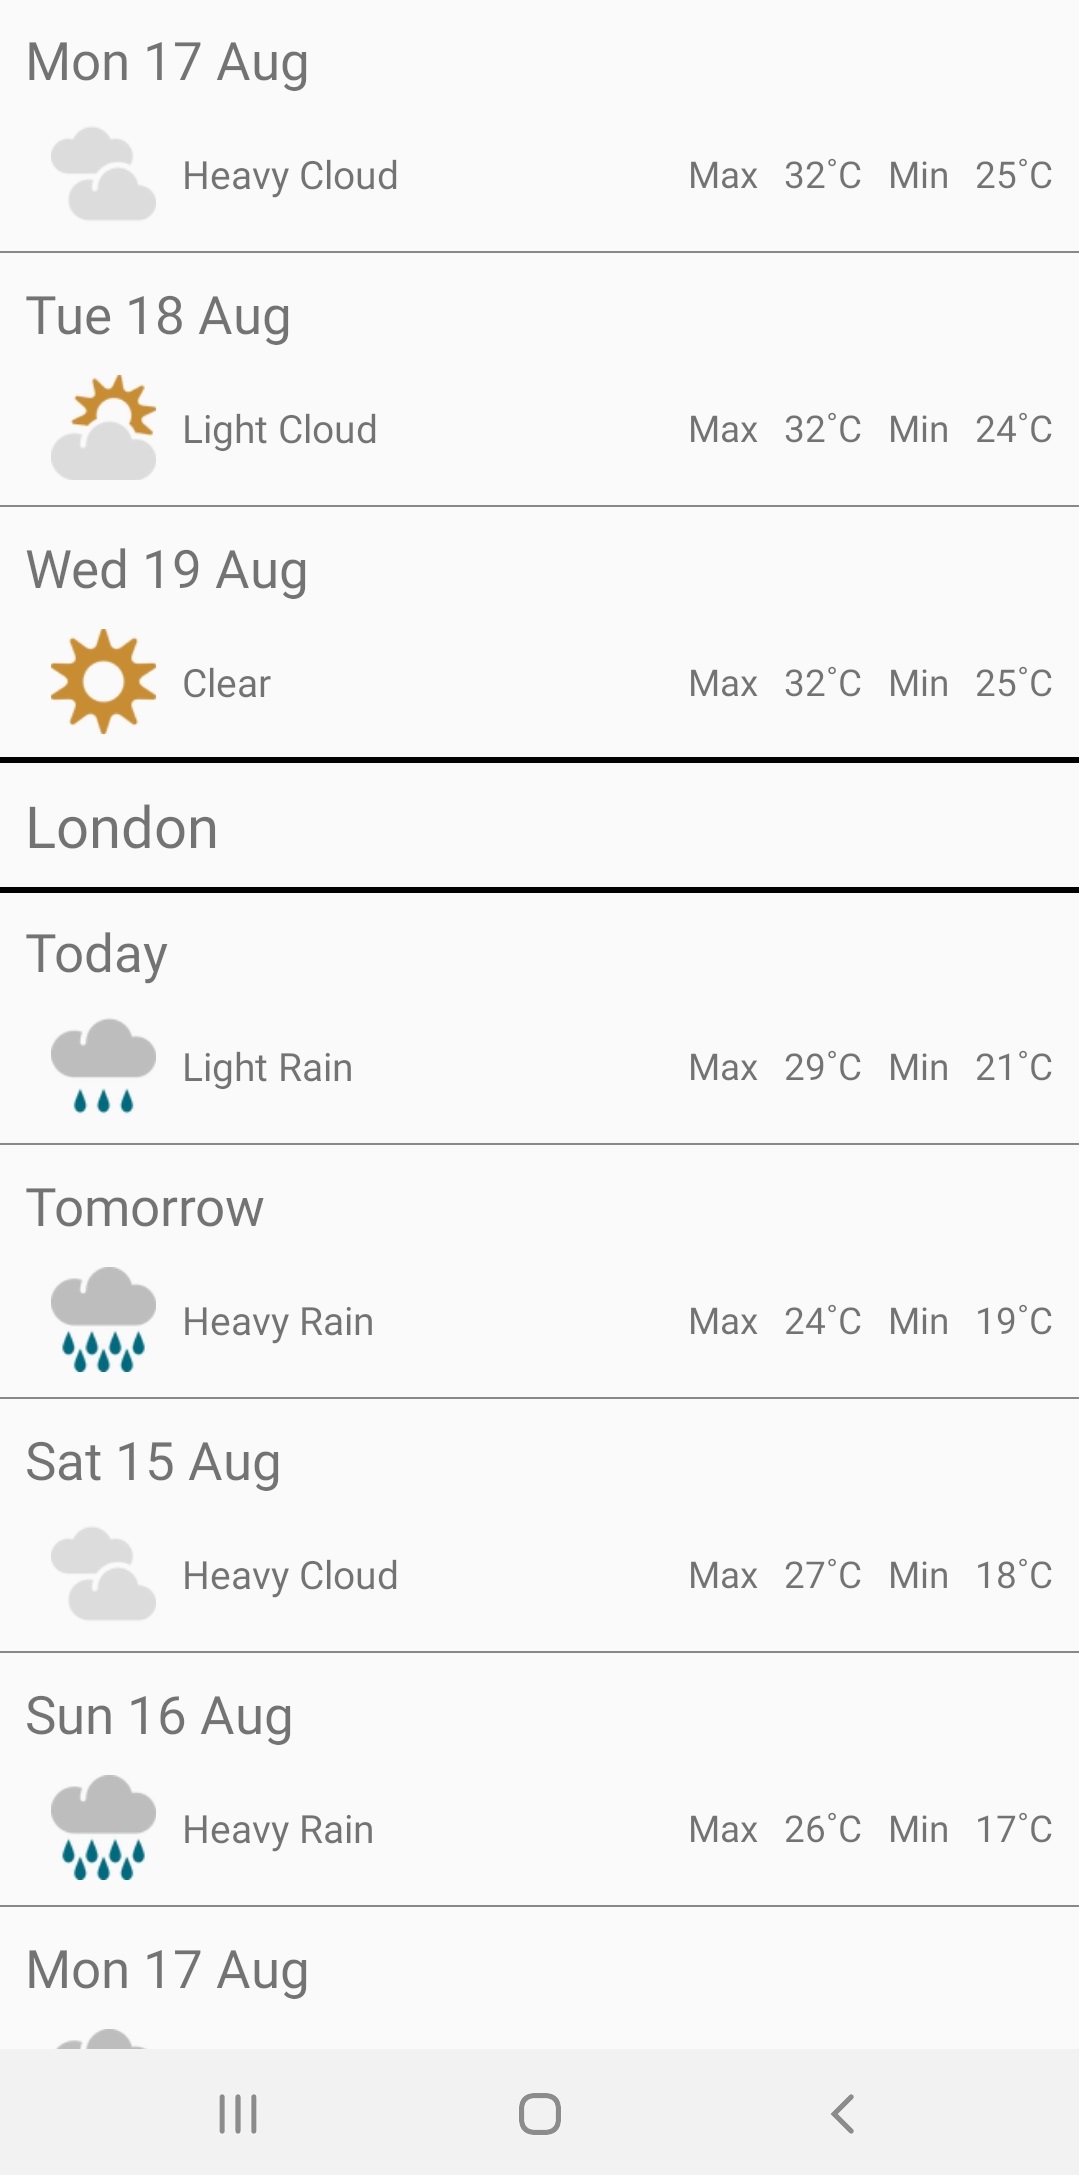 Mon 17 Aug
Heavy Cloud Max 32°C Min 25°C
Tue 18 Aug
Light Cloud Max 32°C Min 24°C
Wed 19 Aug
Clear Max 32°C Min 25°C
London
Today
Light Rain Max 29°C Min 21°C
Tomorrow
Heavy Rain Max 24°C Min 19°C
Sat 15 Aug
Heavy Cloud Max 27°C Min 18°C
Sun 16 Aug
Heavy Rain Max 26°C Min 17°C
Mon 17 Aug